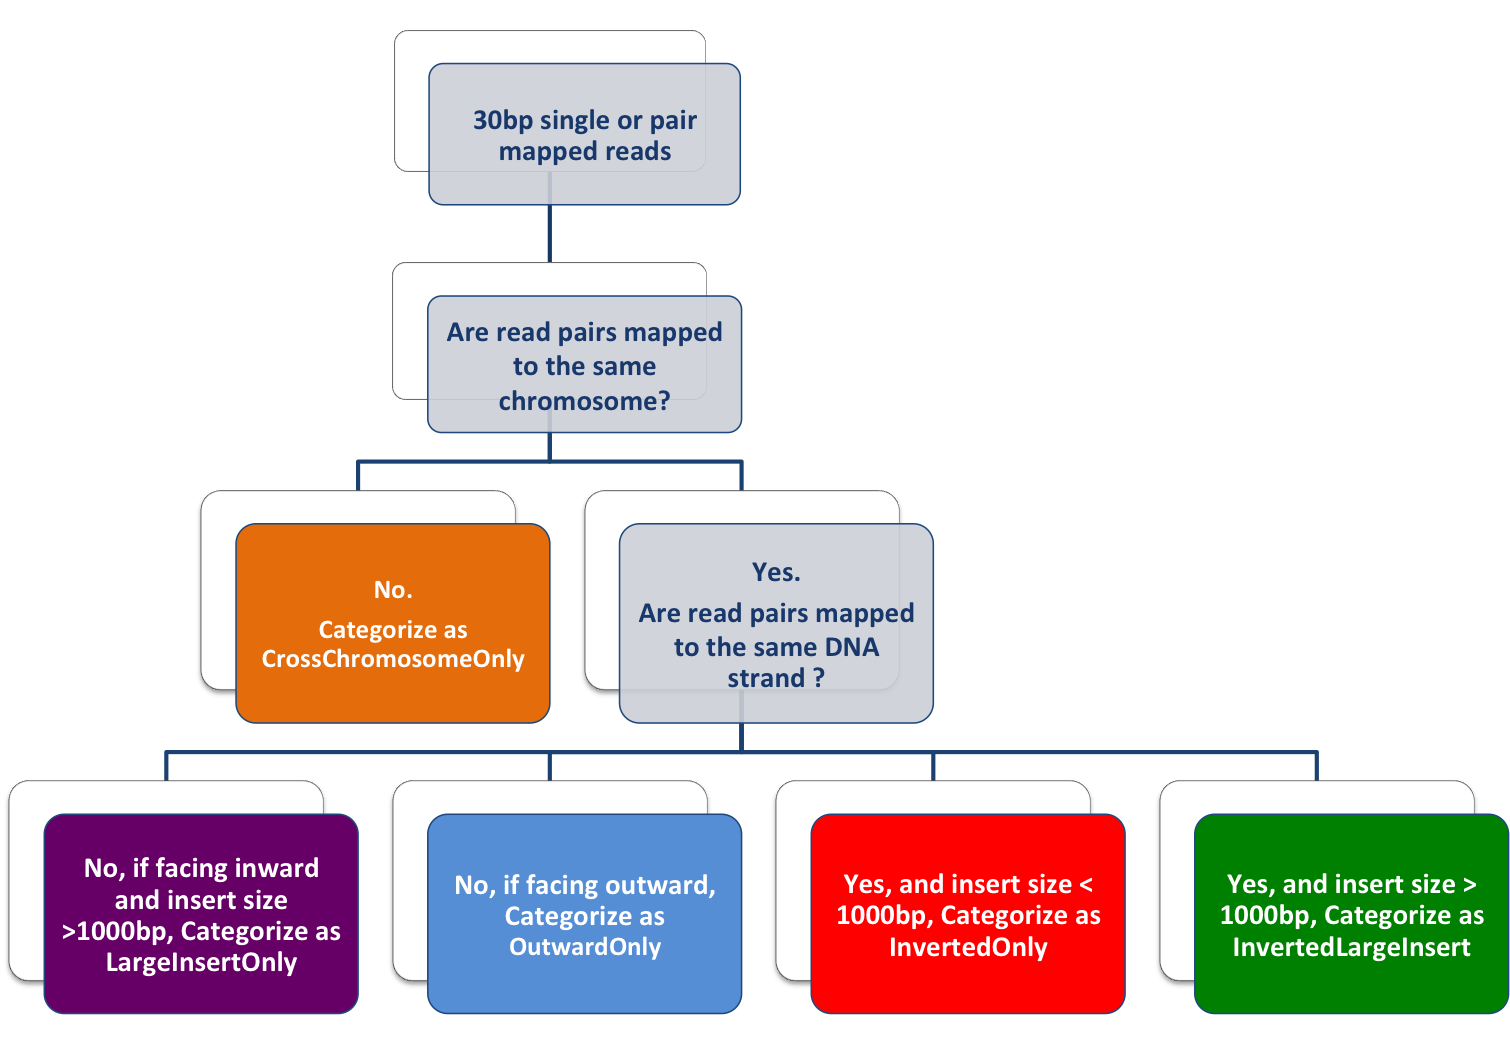 30bp single or pair
mapped reads
Are read pairs mapped
to the same
chromosome?
No.
Categorize as
CrossChromosomeOnly
Yes.
Are read pairs mapped
to the same DNA
strand ?
No, if facing inward
and insert size
>1000bp, Categorize as
LargeInsertOnly
No, if facing outward,
Categorize as
OutwardOnly
Yes, and insert size <
1000bp, Categorize as
InvertedOnly
Yes, and insert size >
1000bp, Categorize as
InvertedLargeInsert